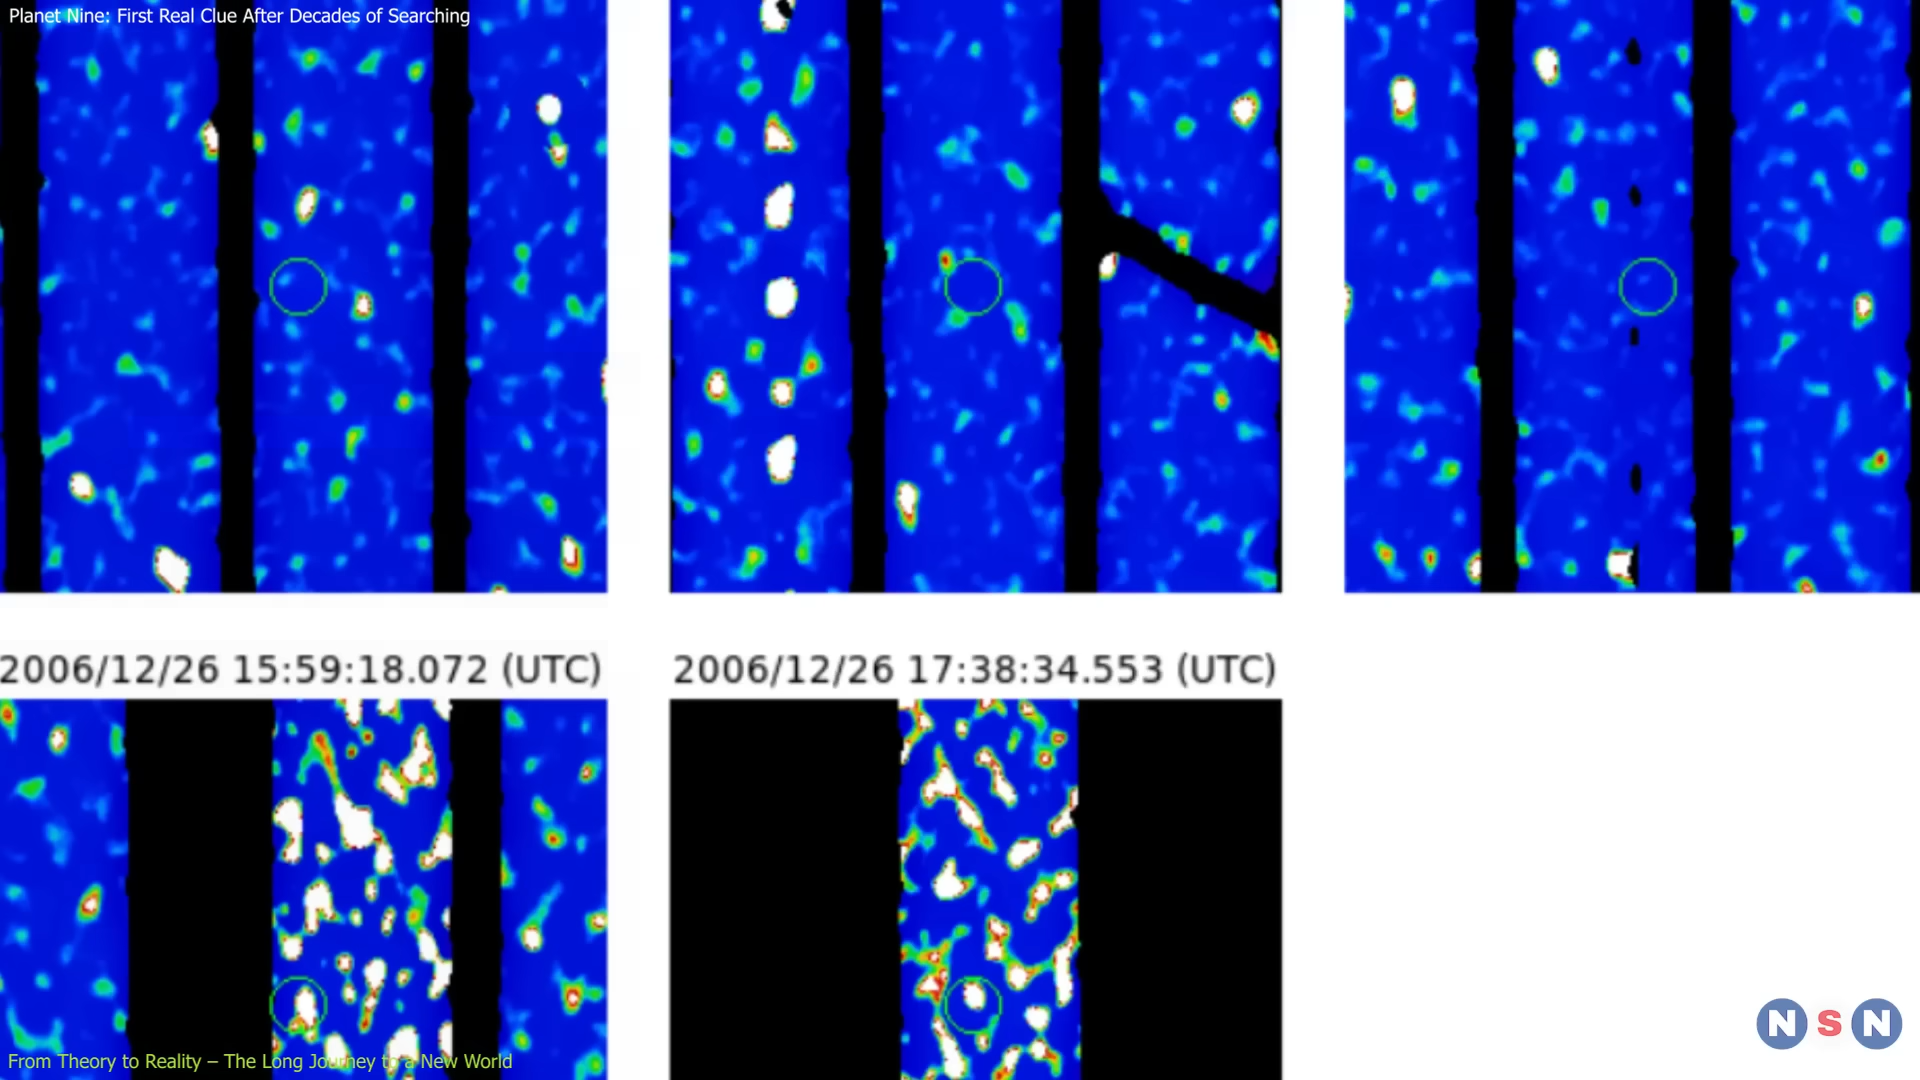 Planet Nine: First Real Clue After Decades of Searching
2006/12/26 15:59:18.072 (UTC)
2006/12/26 17:38:34.553 (UTC)
N S N
From Theory to Reality – The Long Journey to a New World